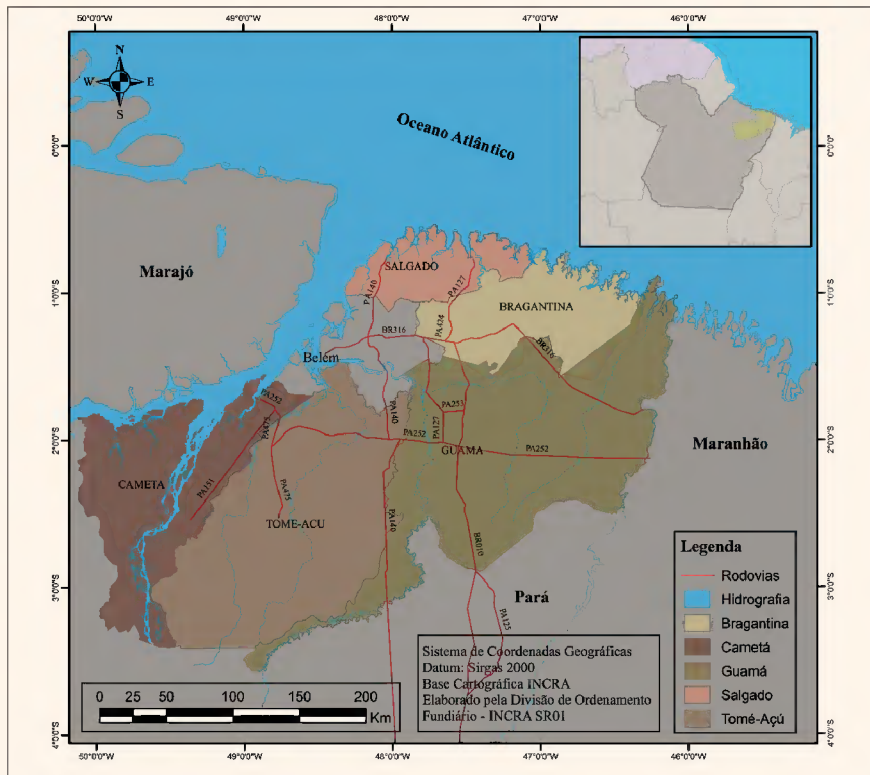 50°0'0"O
49°0'0"O
48°0'0"O
47°0'0"O
46°0'0"O
N
W
E
S
0°0'0"S
0°0'0"S
Oceano Atlântico
Marajó
SALGADO
PA140
PA127
1°0'0"S
1°0'0"S
BRAGANTINA
PA424
BR316
BR316
Belém
PA252
PA253
PA140
PA127
PA475
2°0'0"S
2°0'0"S
PA252
GUAMA
PA252
Maranhão
CAMETA
PA151
PA475
TOME-ACU
PA140
BR010
Pará
PA125
3°0'0"S
3°0'0"S
Legenda
Rodovias
Hidrografia
Bragantina
Cametá
Guamá
Salgado
Tomé-Açú
Sistema de Coordenadas Geográficas
Datum: Sirgas 2000
Base Cartográfica INCRA
Elaborado pela Divisão de Ordenamento
Fundiário - INCRA SR01
0 25 50 100 150 200
Km
4°0'0"S
4°0'0"S
50°0'0"O
49°0'0"O
48°0'0"O
47°0'0"O
46°0'0"O